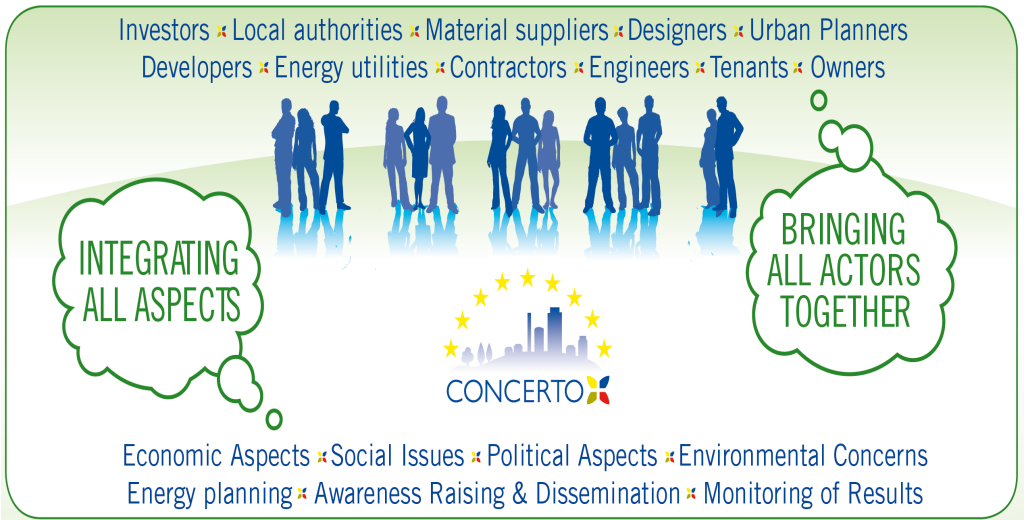 Investors Local authorities Material suppliers Designers Urban Planners
Developers Energy utilities Contractors Engineers Tenants Owners
INTEGRATING
ALL ASPECTS
BRINGING
ALL ACTORS
TOGETHER
CONCERTO
Economic Aspects Social Issues Political Aspects Environmental Concerns
Energy planning Awareness Raising & Dissemination Monitoring of Results